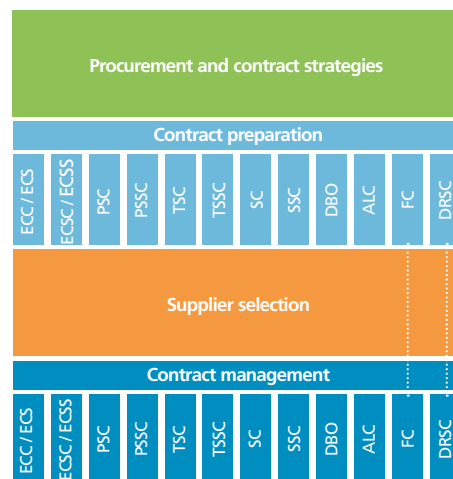 Procurement and contract strategies
Contract preparation
ECC / ECS
ECSC / ECSS
PSC
PSSC
TSC
TSSC
SC
SSC
DBO
ALC
FC
DRSC
Supplier selection
Contract management
ECC / ECS
ECSC / ECSS
PSC
PSSC
TSC
TSSC
SC
SSC
DBO
ALC
FC
DRSC